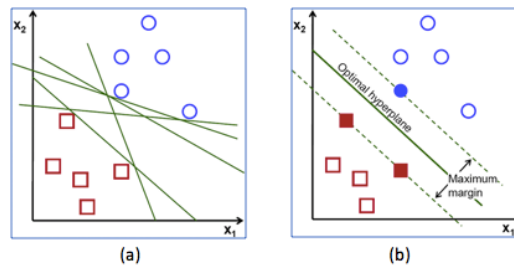 x2
x1
(a)
x2
Optimal hyperplane
Maximum.
margin
x1
(b)